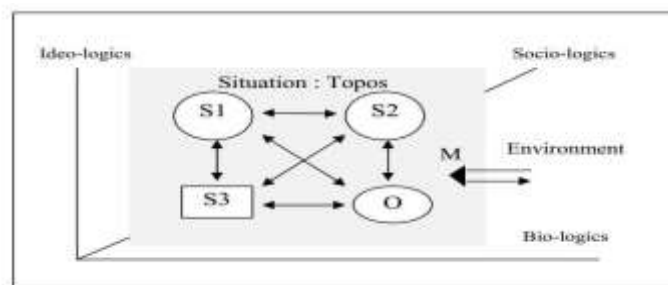 Ideo-logics
Socio-logics
Situation : Topos
S1
S2
M
Environment
S3
O
Bio-logics